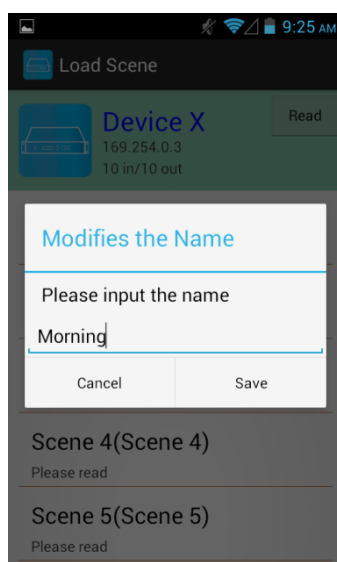 9:25 AM
Load Scene
Device X
Read
169.254.0.3
10 in/10 out
Modifies the Name
Please input the name
Morning
Cancel
Save
Scene 4(Scene 4)
Please read
Scene 5(Scene 5)
Please read